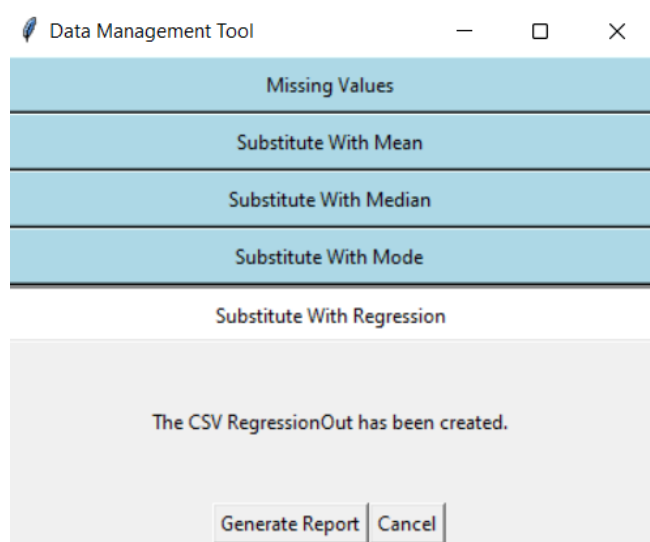 Data Management Tool
Missing Values
Substitute With Mean
Substitute With Median
Substitute With Mode
Substitute With Regression
The CSV RegressionOut has been created.
Generate Report Cancel